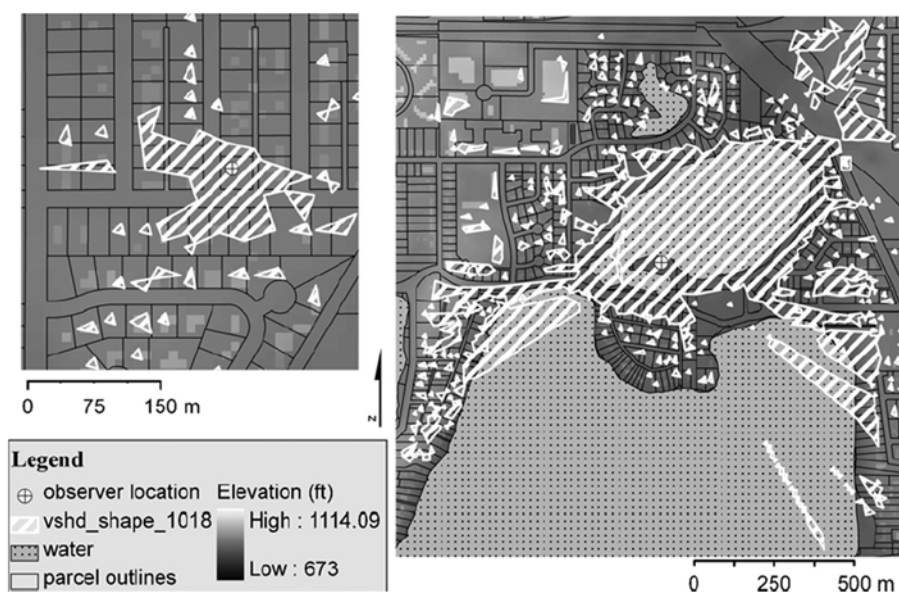 0 75 150 m
z
Legend
observer location
vshd_shape_1018
water
parcel outlines
Elevation (ft)
High : 1114.09
Low : 673
0 250 500 m